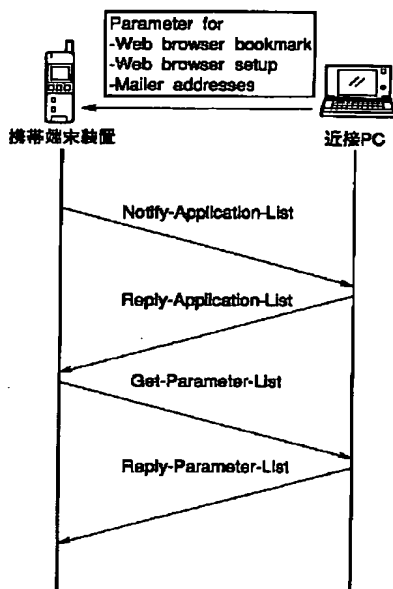 Parameter for
-Web browser bookmark
-Web browser setup
-Mailer addresses
携帯端末装置
近接PC
Notify-Application-List
Reply-Application-List
Get-Parameter-List
Reply-Parameter-List